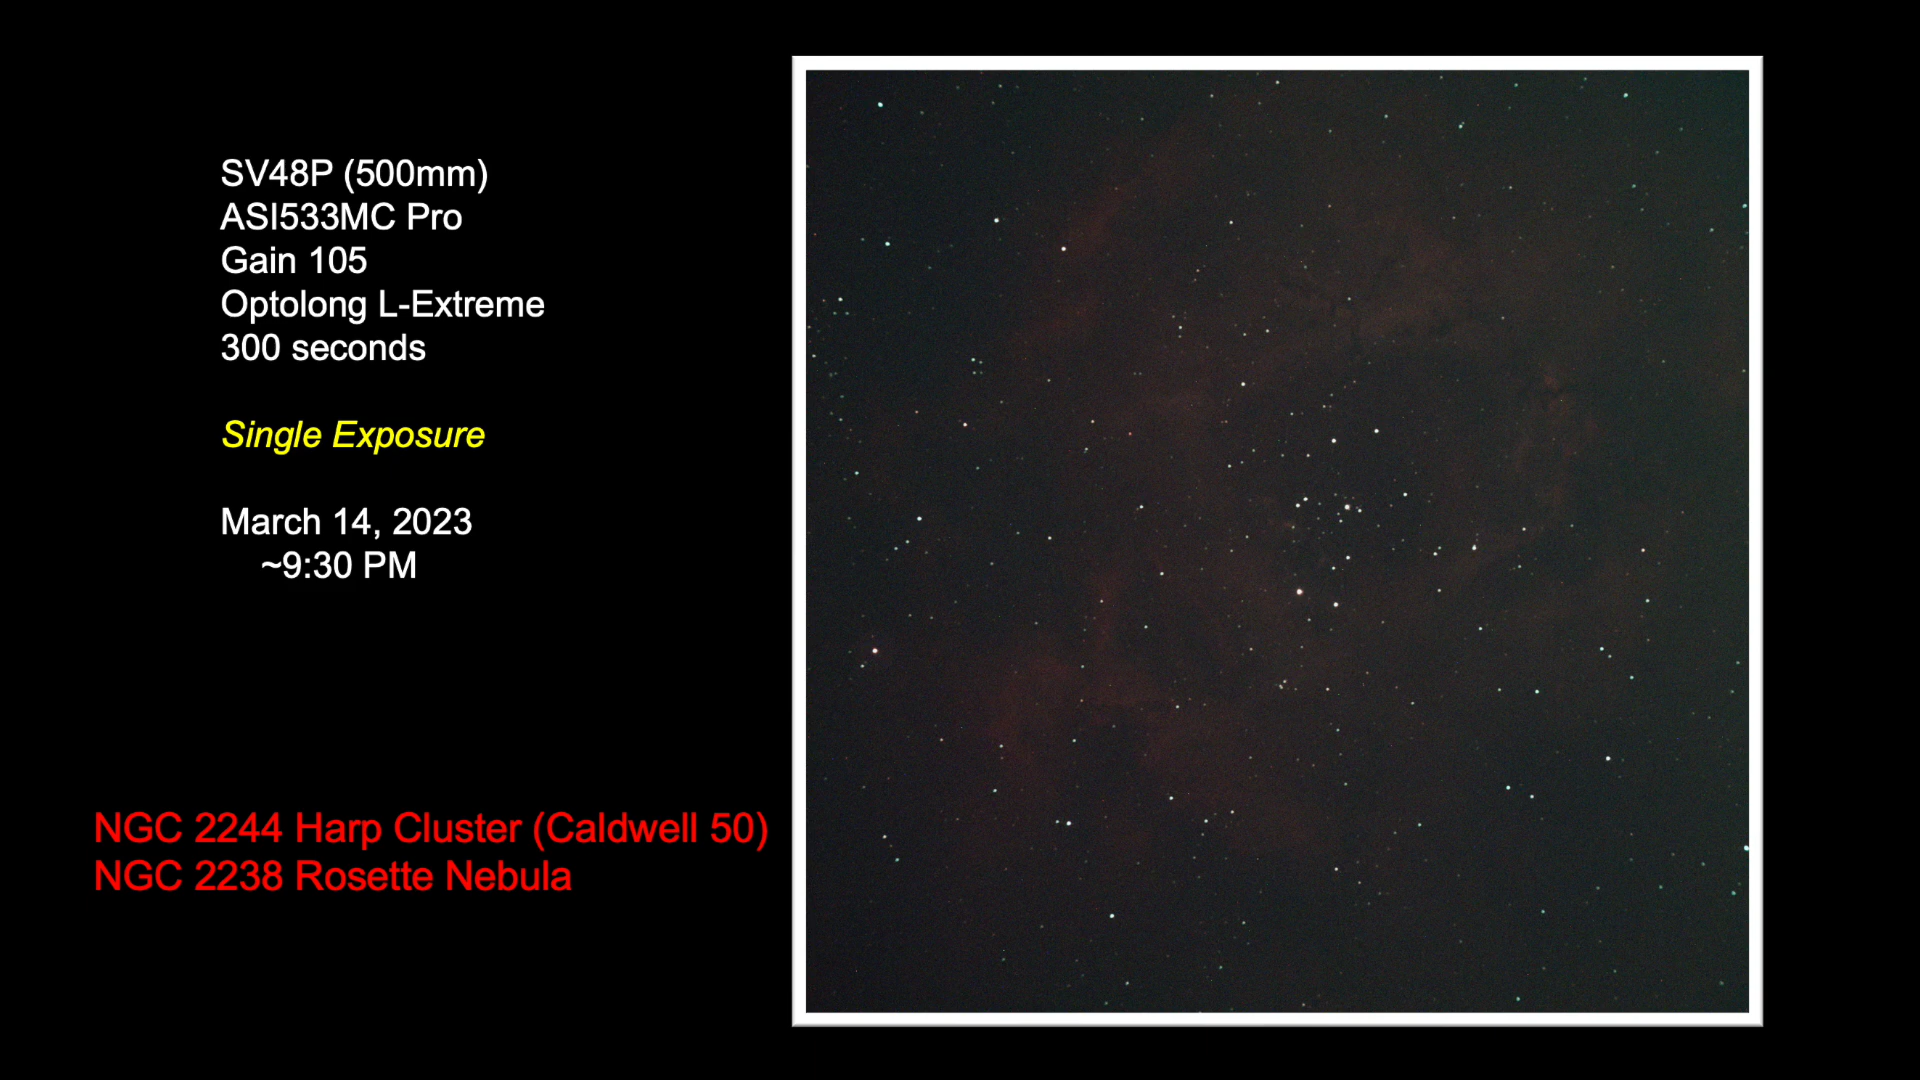 SV48P (500mm)
ASI533MC Pro
Gain 105
Optolong L-Extreme
300 seconds
Single Exposure
March 14, 2023
~9:30 PM
NGC 2244 Harp Cluster (Caldwell 50)
NGC 2238 Rosette Nebula